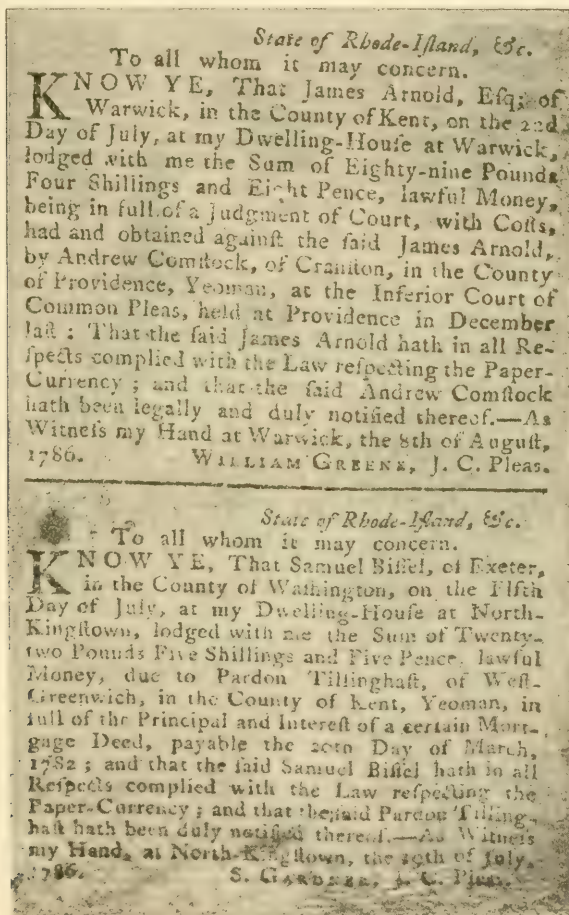 State of Rhode-Iſland, &c.
To all whom it may concern.
KNOW YE, That James Arnold, Eſq; of
Warwick, in the County of Kent, on the 22d
Day of July, at my Dwelling-Houſe at Warwick,
lodged with me the Sum of Eighty-nine Pounds
Four Shillings and Eight Pence, lawful Money,
being in full of a Judgment of Court, with Coſts,
had and obtained againſt the ſaid James Arnold,
by Andrew Comſtock, of Cranſton, in the County
of Providence, Yeoman, at the Inferior Court of
Common Pleas, held at Providence in December
laſt : That the ſaid James Arnold hath in all Re-
ſpects complied with the Law reſpecting the Paper-
Currency ; and that the ſaid Andrew Comſtock
hath been legally and duly notified thereof.—As
Witneſs my Hand at Warwick, the 8th of Auguſt,
1786. WILLIAM GREENE, J. C. Pleas.
State of Rhode-Iſland, &c.
To all whom it may concern.
KNOW YE, That Samuel Biſſel, of Exeter,
in the County of Waſhington, on the Fifth
Day of July, at my Dwelling-Houſe at North-
Kingſtown, lodged with me the Sum of Twenty-
two Pounds Five Shillings and Five Pence, lawful
Money, due to Pardon Tillinghaſt, of Weſt-
Greenwich, in the County of Kent, Yeoman, in
full of the Principal and Intereſt of a certain Mort-
gage Deed, payable the 20th Day of March,
1782 ; and that the ſaid Samuel Biſſel hath in all
Reſpects complied with the Law reſpecting the
Paper-Currency ; and that the ſaid Pardon Tilling-
haſt hath been duly notified thereof.—As Witneſs
my Hand, at North-Kingſtown, the of July,
1786. S. GARDNER, J. C. Pleas.